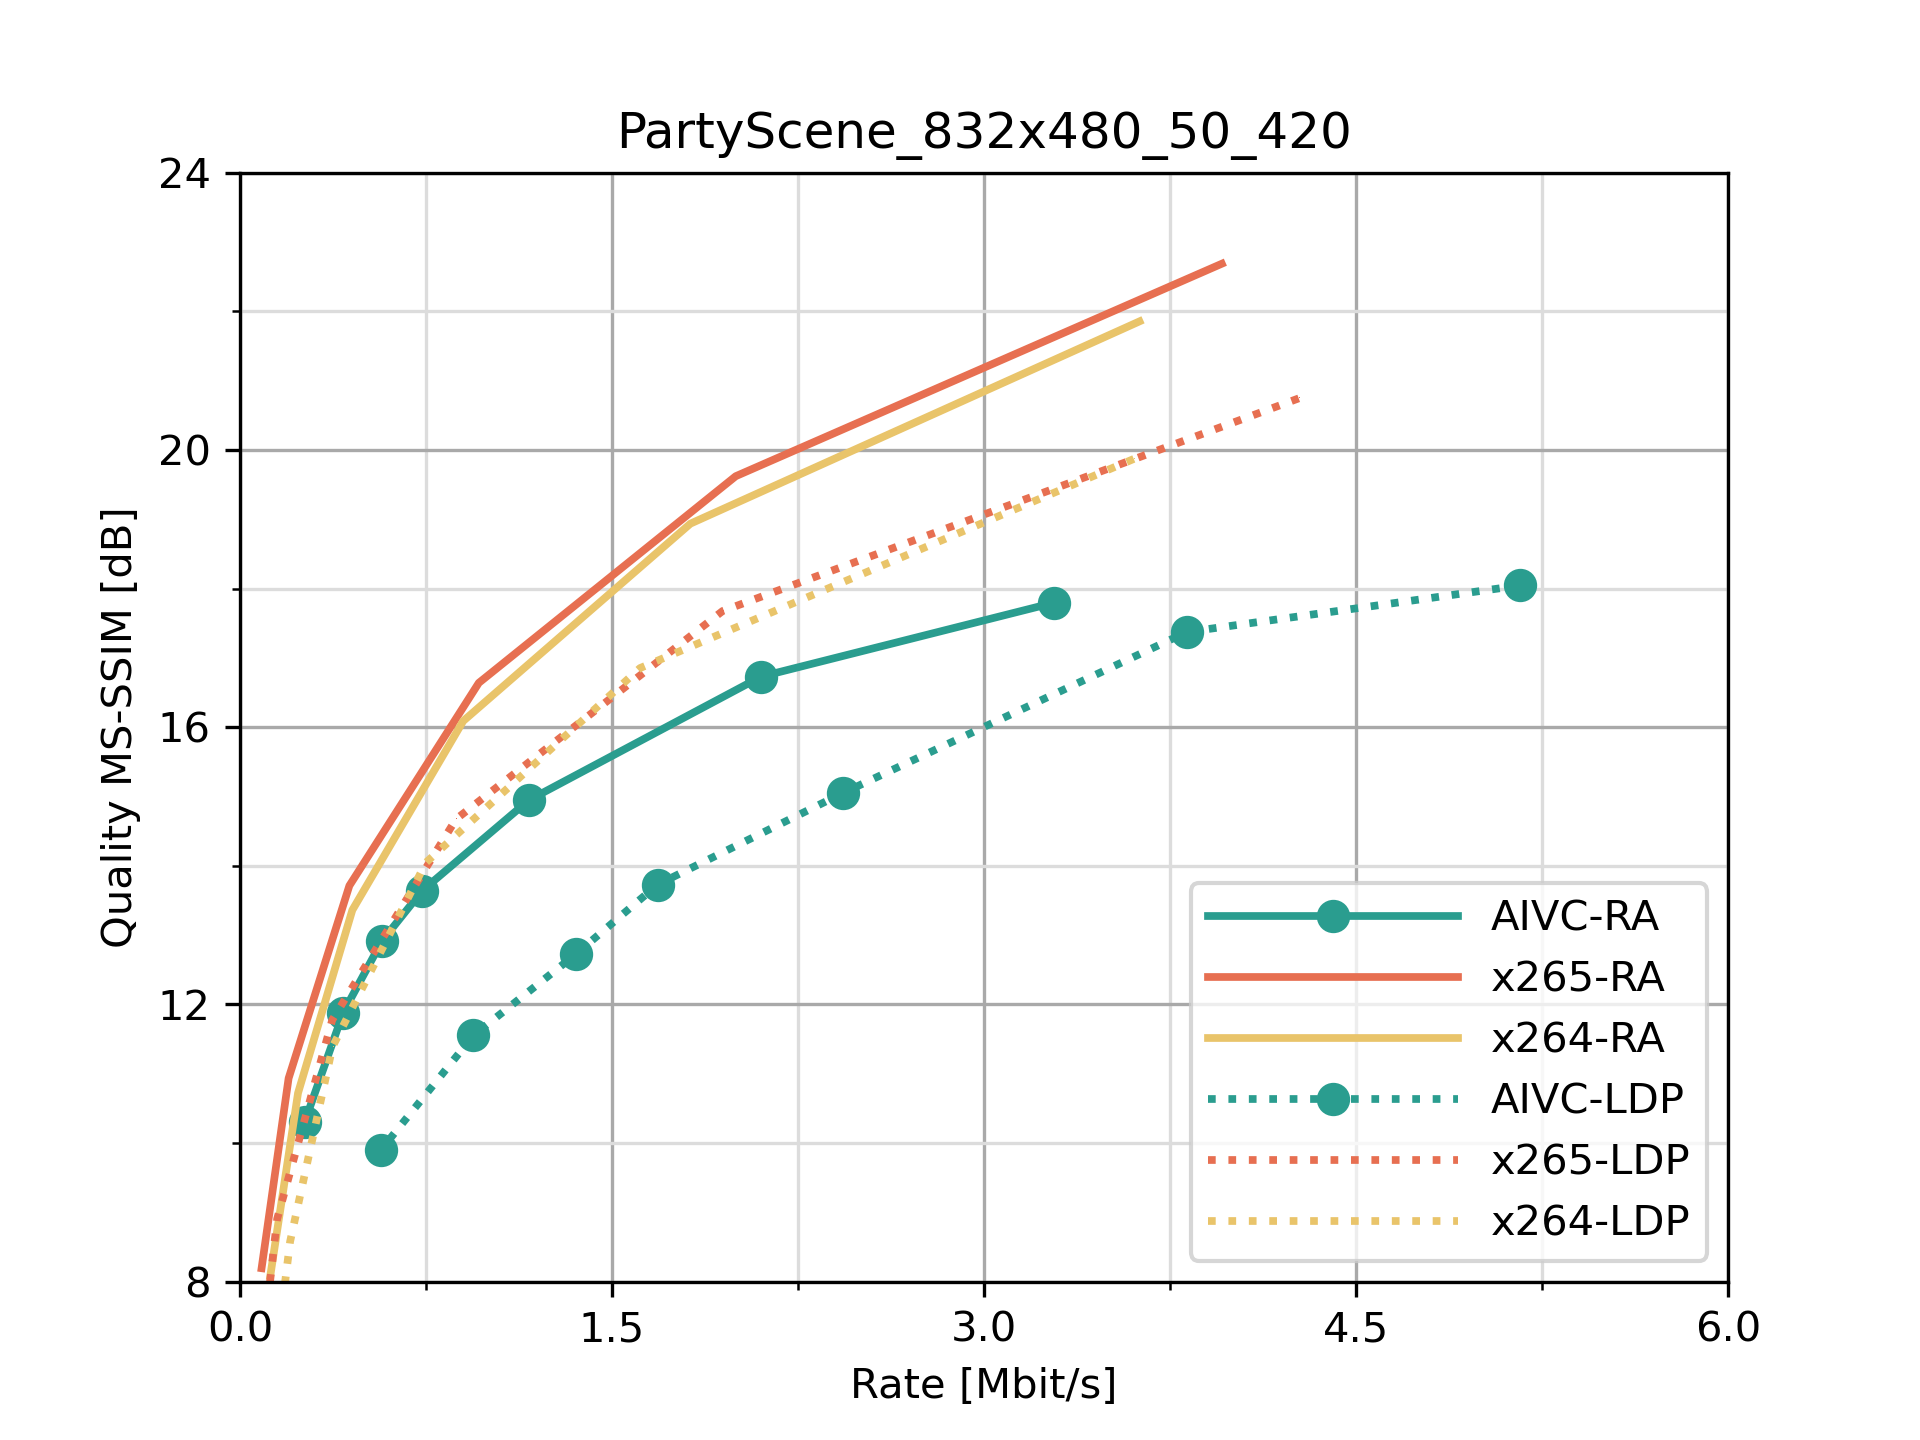 PartyScene_832x480_50_420
24
20
16
12
8
Quality MS-SSIM [dB]
0.0 1.5 3.0 4.5 6.0
Rate [Mbit/s]
AIVC-RA
x265-RA
x264-RA
AIVC-LDP
x265-LDP
x264-LDP